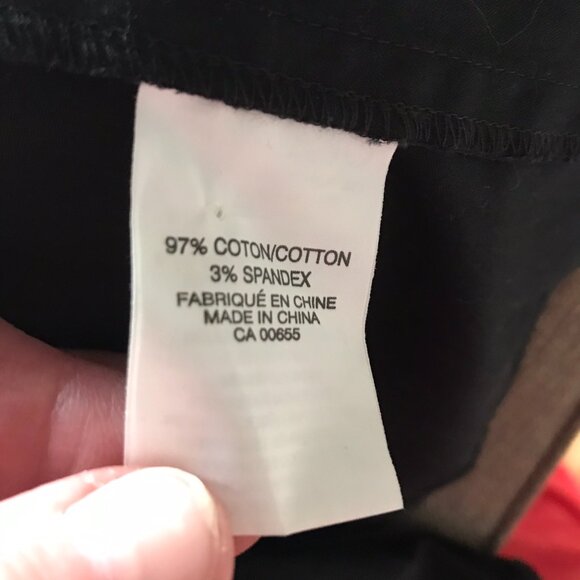 97% COTON/COTTON
3% SPANDEX
FABRIQUÉ EN CHINE
MADE IN CHINA
CA 00655